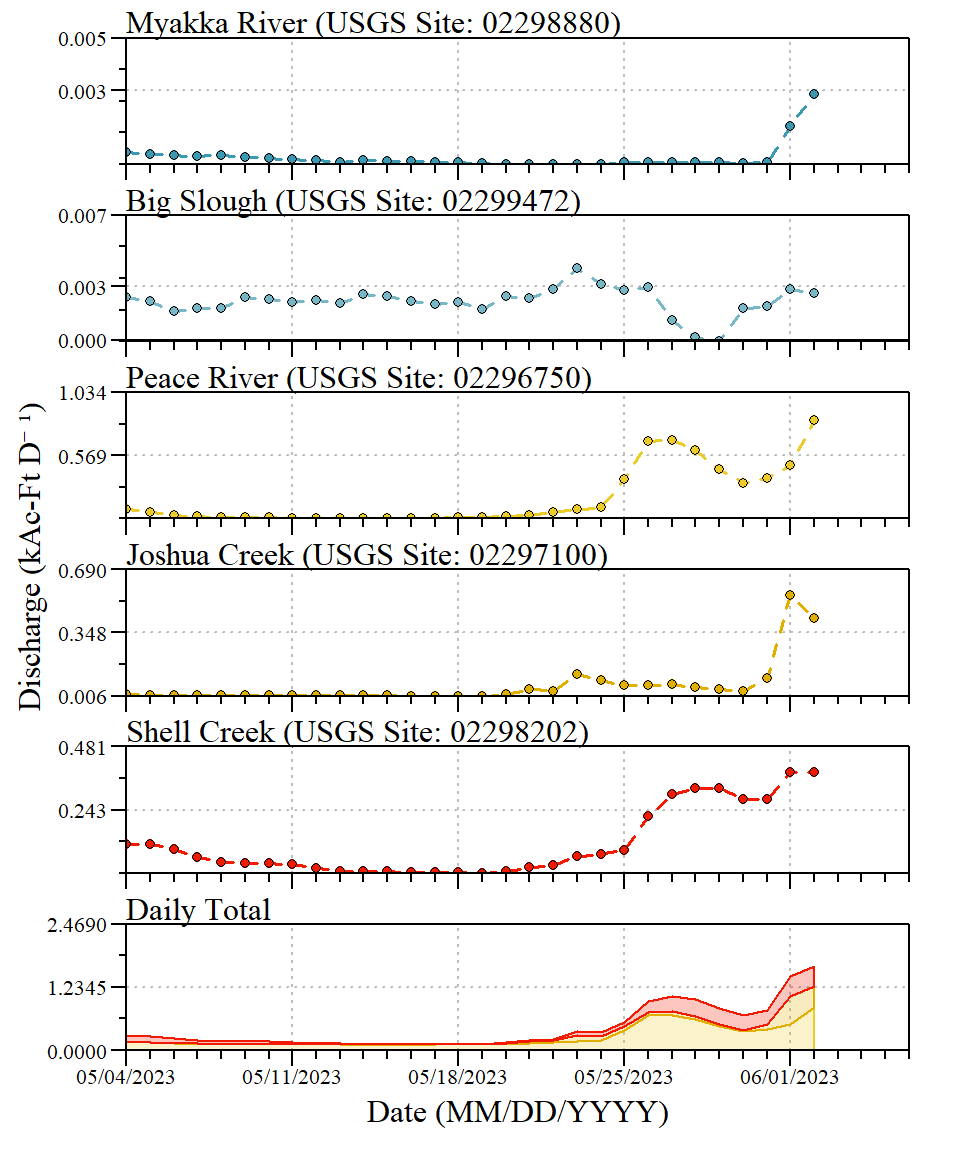 Myakka River (USGS Site: 02298880)
0.005
0.003
Big Slough (USGS Site: 02299472)
0.007
0.003
0.000
Peace River (USGS Site: 02296750)
1.034
0.569
Joshua Creek (USGS Site: 02297100)
0.690
0.348
0.006
Shell Creek (USGS Site: 02298202)
0.481
0.243
Daily Total
2.4690
1.2345
0.0000
Discharge (kAc-Ft D⁻¹)
05/04/2023 05/11/2023 05/18/2023 05/25/2023 06/01/2023
Date (MM/DD/YYYY)